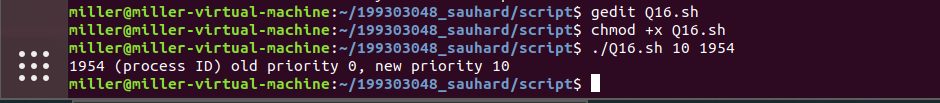 miller@miller-virtual-machine:~/199303048_sauhard/script$ gedit Q16.sh
miller@miller-virtual-machine:~/199303048_sauhard/script$ chmod +x Q16.sh
miller@miller-virtual-machine:~/199303048_sauhard/script$ ./Q16.sh 10 1954
1954 (process ID) old priority 0, new priority 10
miller@miller-virtual-machine:~/199303048_sauhard/script$